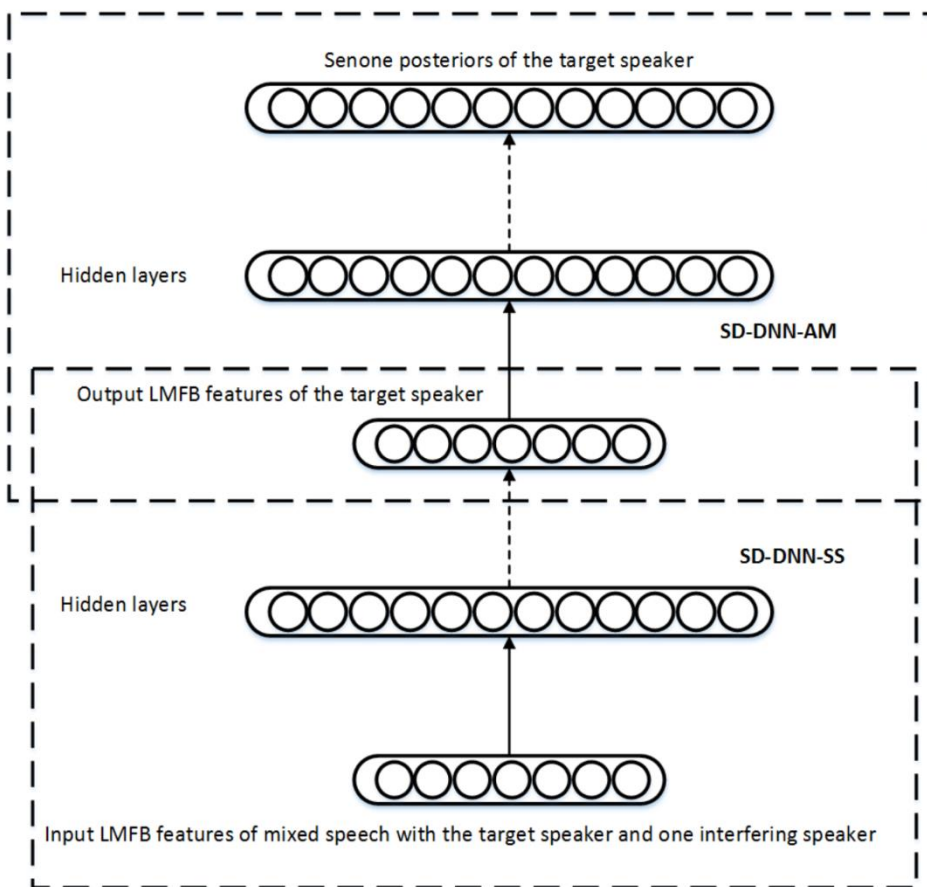 Senone posteriors of the target speaker
Hidden layers
SD-DNN-AM
Output LMFB features of the target speaker
SD-DNN-SS
Hidden layers
Input LMFB features of mixed speech with the target speaker and one interfering speaker